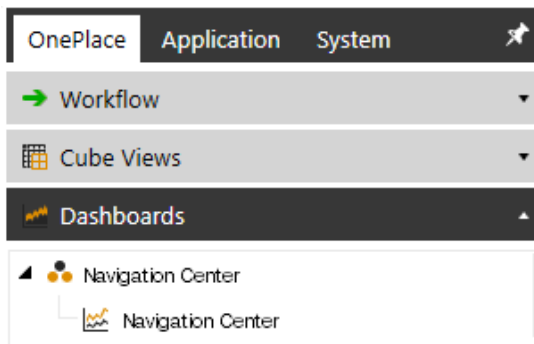 OnePlace Application System
Workflow
Cube Views
Dashboards
Navigation Center
Navigation Center